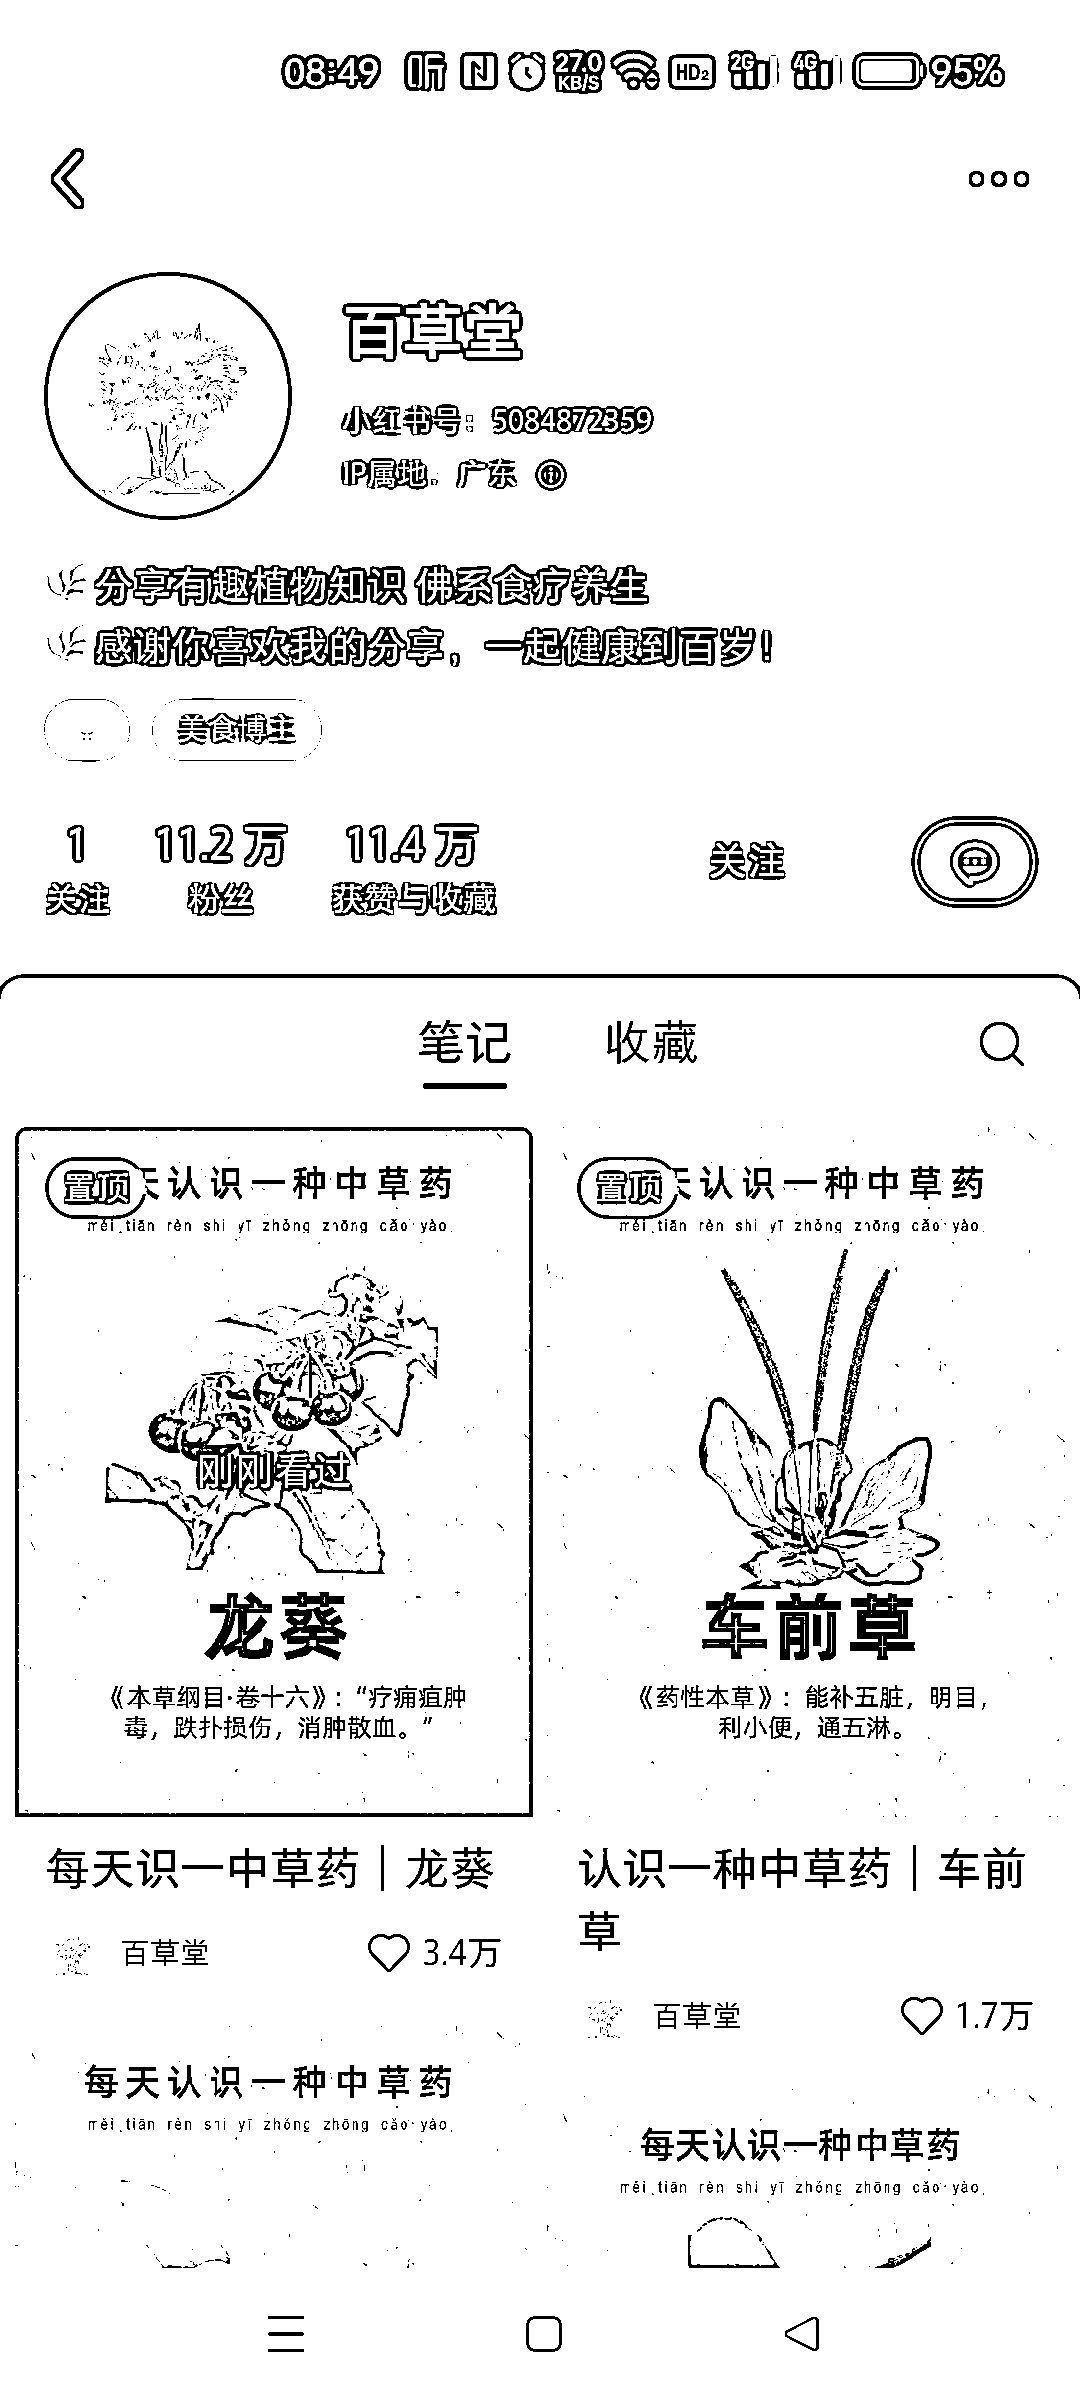 08:49 27.0 KB/S HD2 2G 4G 95%
百草堂
小红书号：5084872359
IP属地：广东
分享有趣植物知识 佛系食疗养生
感谢你喜欢我的分享，一起健康到百岁！
美食博主
1 11.2万 11.4万
关注 粉丝 获赞与收藏
关注
笔记 收藏
置顶
天认识一种中草药
měi tiān rèn shi yī zhǒng zhōng cǎo yào
刚刚看过
龙葵
《本草纲目·卷十六》：“疗痈疽肿
毒，跌扑损伤，消肿散血。”
每天识一中草药｜龙葵
百草堂 3.4万
置顶
天认识一种中草药
měi tiān rèn shi yī zhǒng zhōng cǎo yào
车前草
《药性本草》：能补五脏，明目，
利小便，通五淋。
认识一种中草药｜车前
草
百草堂 1.7万
每天认识一种中草药
měi tiān rèn shi yī zhǒng zhōng cǎo yào
每天认识一种中草药
měi tiān rèn shi yī zhǒng zhōng cǎo yào